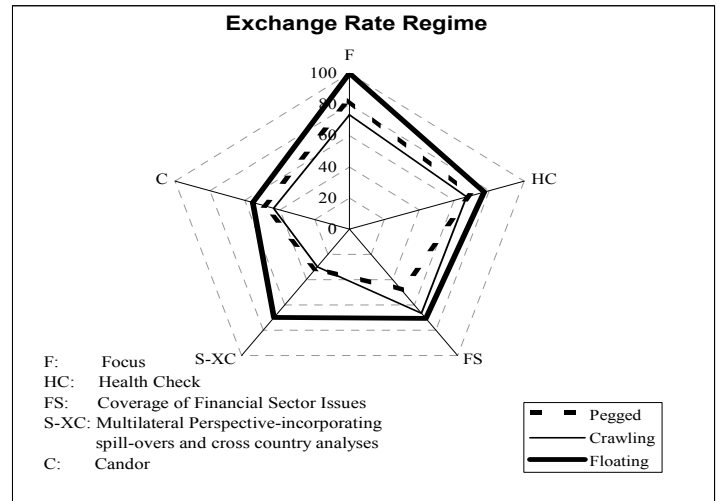 Exchange Rate Regime
F
100
80
60
40
20
0
C
HC
S-XC
FS
F: Focus
HC: Health Check
FS: Coverage of Financial Sector Issues
S-XC: Multilateral Perspective-incorporating
spill-overs and cross country analyses
C: Candor
Pegged
Crawling
Floating